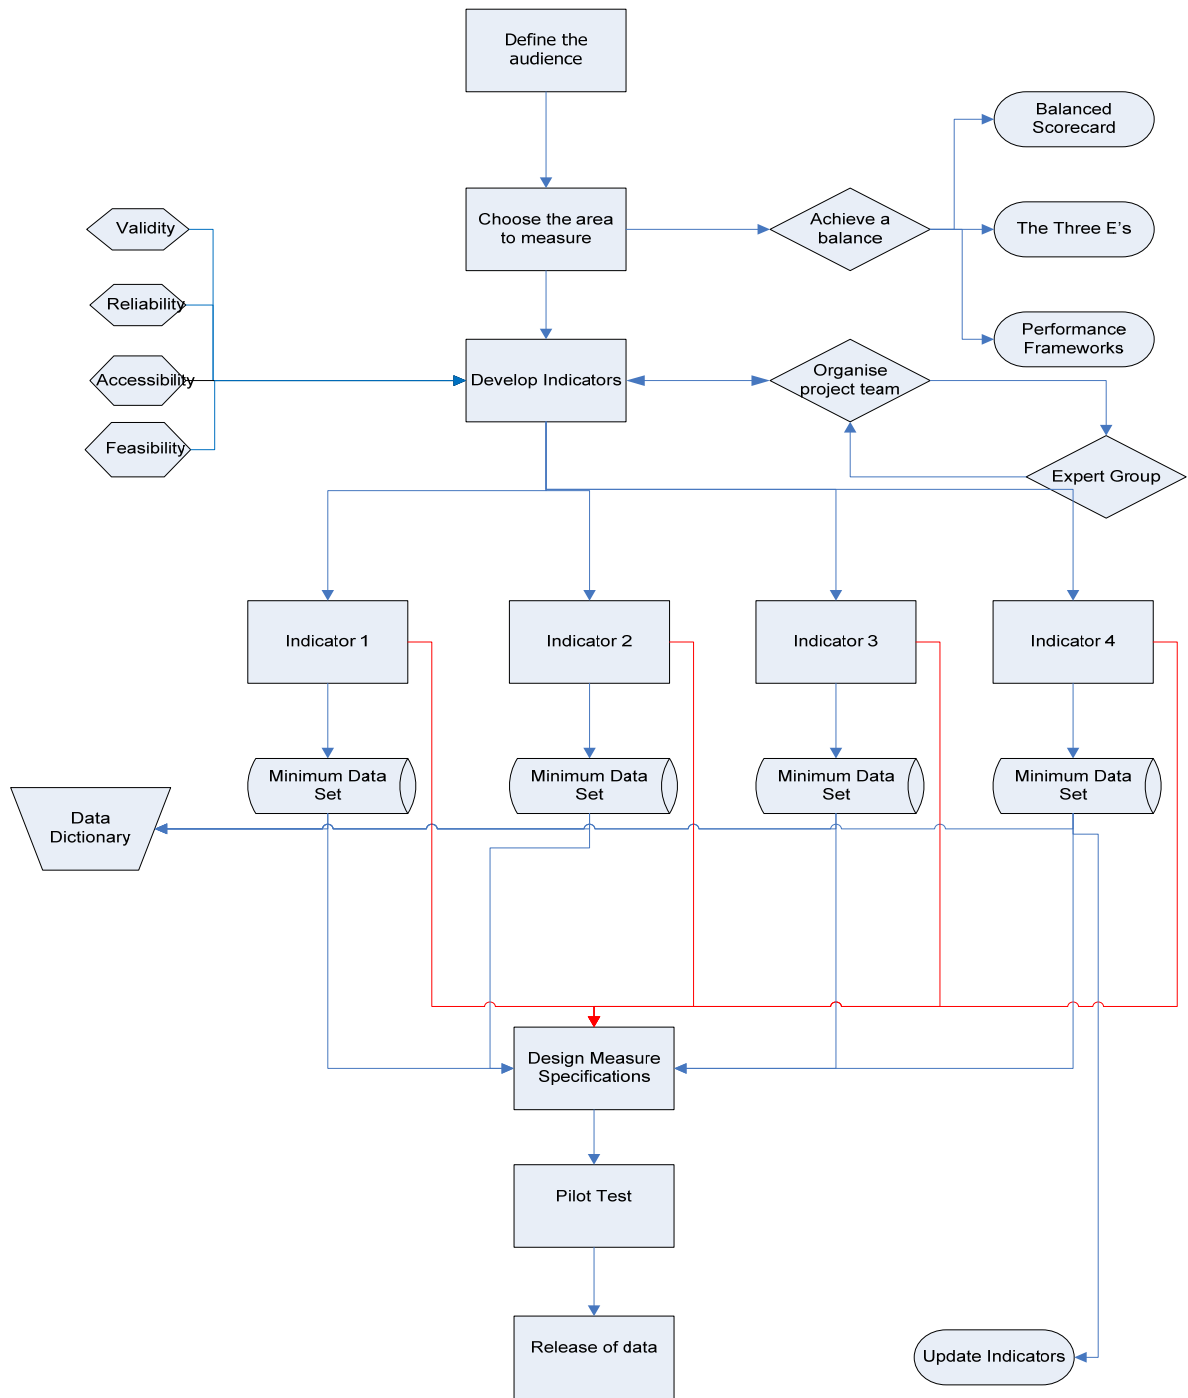 Define the
audience
Balanced
Scorecard
Choose the area
to measure
Achieve a
balance
The Three E’s
Validity
Reliability
Performance
Frameworks
Accessibility
Develop Indicators
Organise
project team
Feasibility
Expert Group
Indicator 1
Indicator 2
Indicator 3
Indicator 4
Minimum Data
Set
Minimum Data
Set
Minimum Data
Set
Minimum Data
Set
Data
Dictionary
Design Measure
Specifications
Pilot Test
Release of data
Update Indicators